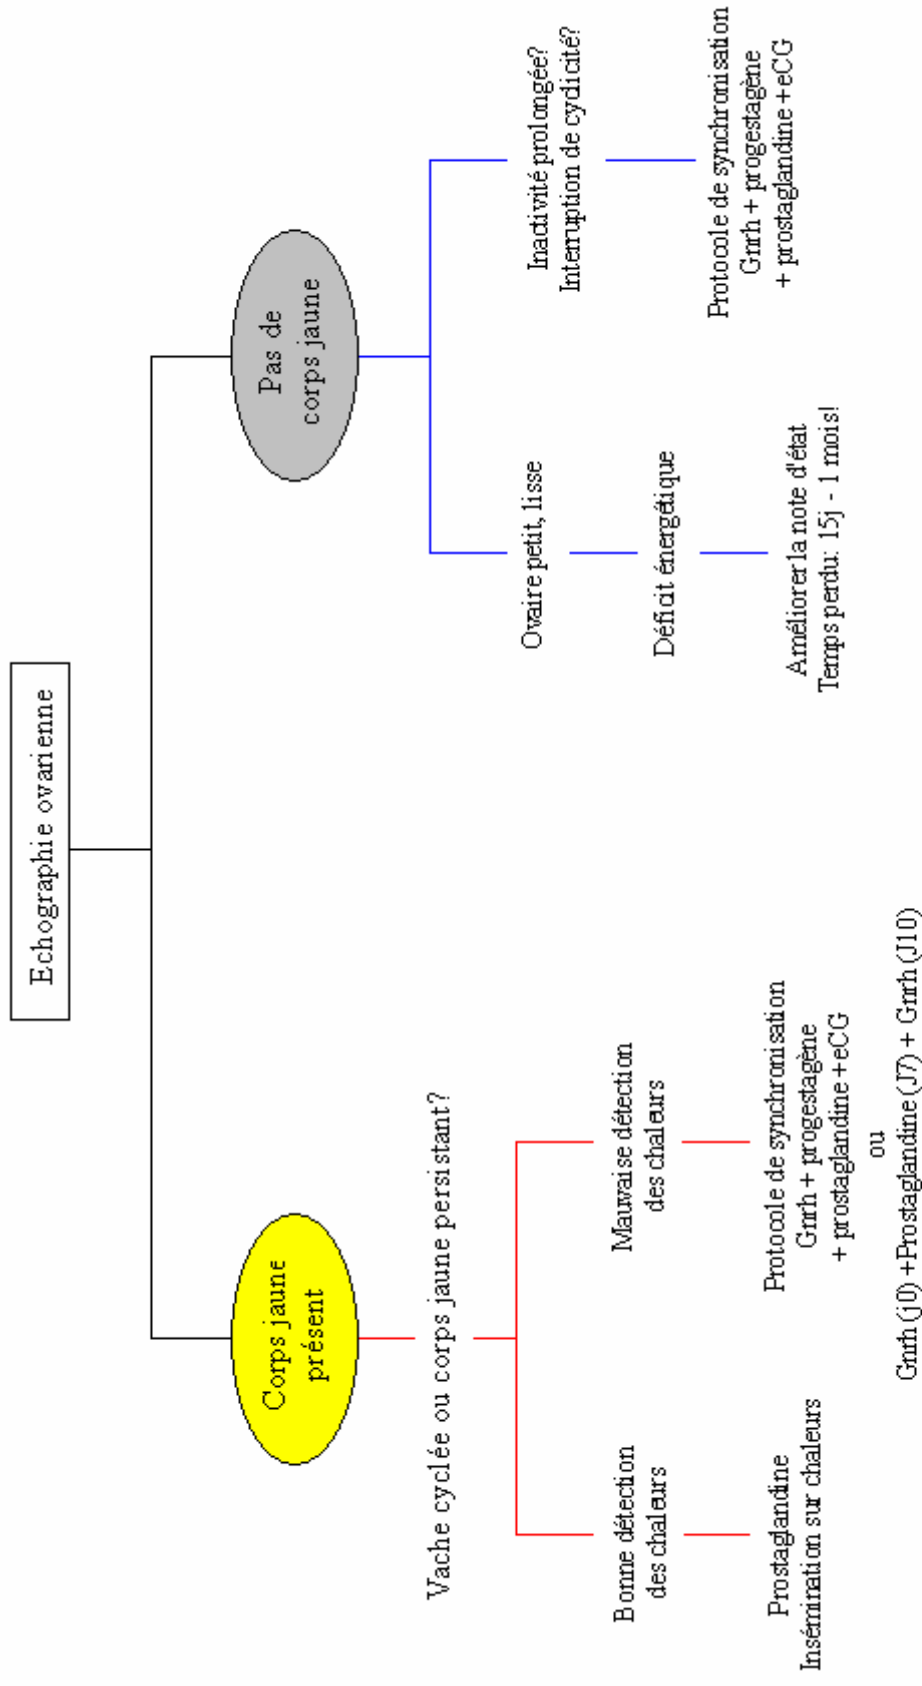 Echographie ovarienne
Corps jaune
présent
Vache cyclée ou corps jaune persistant?
Bonne détection
des chaleurs
Prostaglandine
Insémination sur chaleurs
Mauvaise détection
des chaleurs
Protocole de synchronisation
Gnrh + progestagène
+ prostaglandine +eCG
ou
Gnrh (j0) +Prostaglandine (J7) + Gnrh (J10)
Pas de
corps jaune
Ovaire petit, lisse
Déficit énergétique
Améliorer la note d'état
Temps perdu: 15j - 1 mois!
Inactivité prolongée?
Interruption de cyclicité?
Protocole de synchronisation
Gnrh + progestagène
+ prostaglandine +eCG